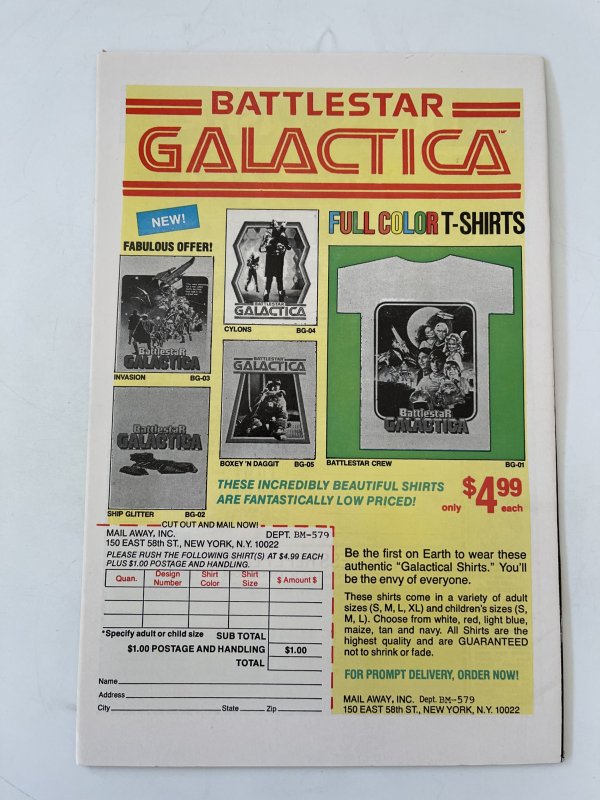 BATTLESTAR
GALACTICA™
NEW!
FULL COLOR T-SHIRTS
FABULOUS OFFER!
BATTLESTAR
GALACTICA
CYLONS BG-04
Battlestar
GALACTICA
INVASION BG-03
BATTLESTAR
GALACTICA
BOXEY 'N DAGGIT BG-05
Battlestar
GALACTICA
BATTLESTAR CREW BG-01
Battlestar
GALACTICA
SHIP GLITTER BG-02
THESE INCREDIBLY BEAUTIFUL SHIRTS
ARE FANTASTICALLY LOW PRICED!
only $4.99 each
CUT OUT AND MAIL NOW!
MAIL AWAY, INC. DEPT. BM-579
150 EAST 58th ST., NEW YORK, N.Y. 10022
PLEASE RUSH THE FOLLOWING SHIRT(S) AT $4.99 EACH
PLUS $1.00 POSTAGE AND HANDLING.
Quan. Design Number Shirt Color Shirt Size $ Amount $
*Specify adult or child size SUB TOTAL
$1.00 POSTAGE AND HANDLING $1.00
TOTAL
Name
Address
City State Zip
Be the first on Earth to wear these
authentic "Galactical Shirts." You'll
be the envy of everyone.
These shirts come in a variety of adult
sizes (S, M, L, XL) and children's sizes (S,
M, L). Choose from white, red, light blue,
maize, tan and navy. All Shirts are the
highest quality and are GUARANTEED
not to shrink or fade.
FOR PROMPT DELIVERY, ORDER NOW!
MAIL AWAY, INC. Dept. BM-579
150 EAST 58th ST., NEW YORK, N.Y. 10022